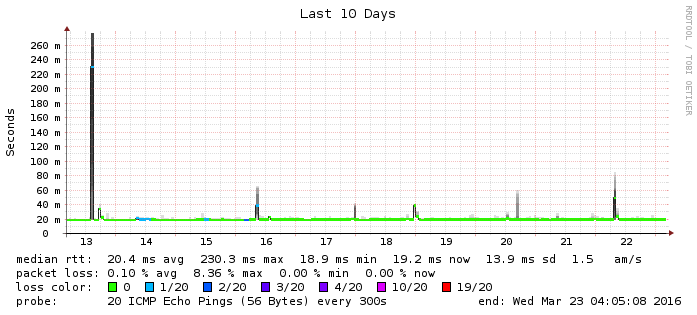 Last 10 Days
RRDTOOL / TOBI OETIKER
Seconds
260 m
240 m
220 m
200 m
180 m
160 m
140 m
120 m
100 m
80 m
60 m
40 m
20 m
0
13 14 15 16 17 18 19 20 21 22
median rtt: 20.4 ms avg 230.3 ms max 18.9 ms min 19.2 ms now 13.9 ms sd 1.5 am/s
packet loss: 0.10 % avg 8.36 % max 0.00 % min 0.00 % now
loss color: 0 1/20 2/20 3/20 4/20 10/20 19/20
probe: 20 ICMP Echo Pings (56 Bytes) every 300s end: Wed Mar 23 04:05:08 2016